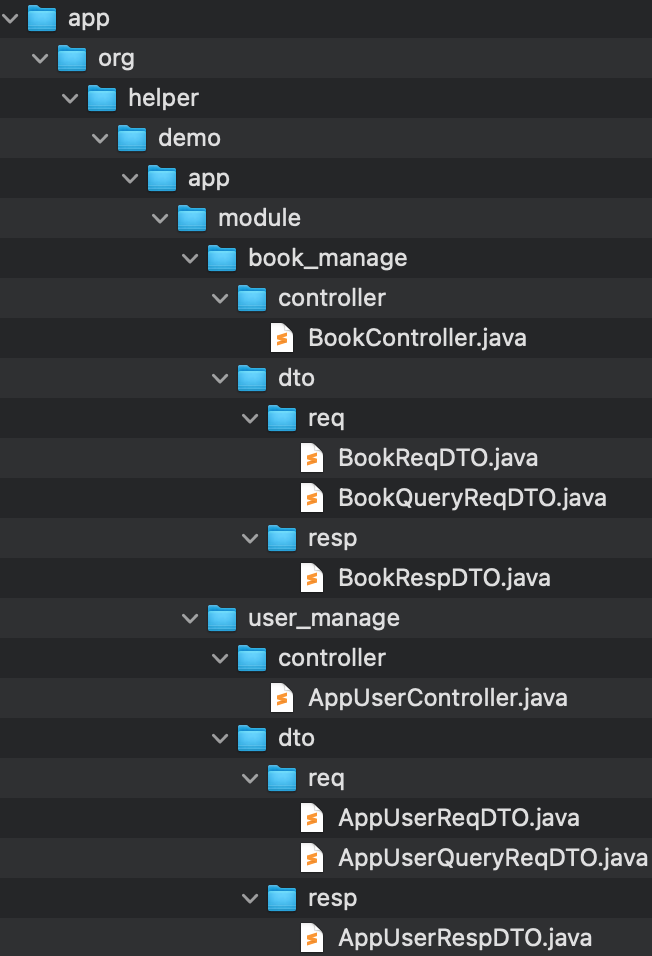 app
org
helper
demo
app
module
book_manage
controller
BookController.java
dto
req
BookReqDTO.java
BookQueryReqDTO.java
resp
BookRespDTO.java
user_manage
controller
AppUserController.java
dto
req
AppUserReqDTO.java
AppUserQueryReqDTO.java
resp
AppUserRespDTO.java